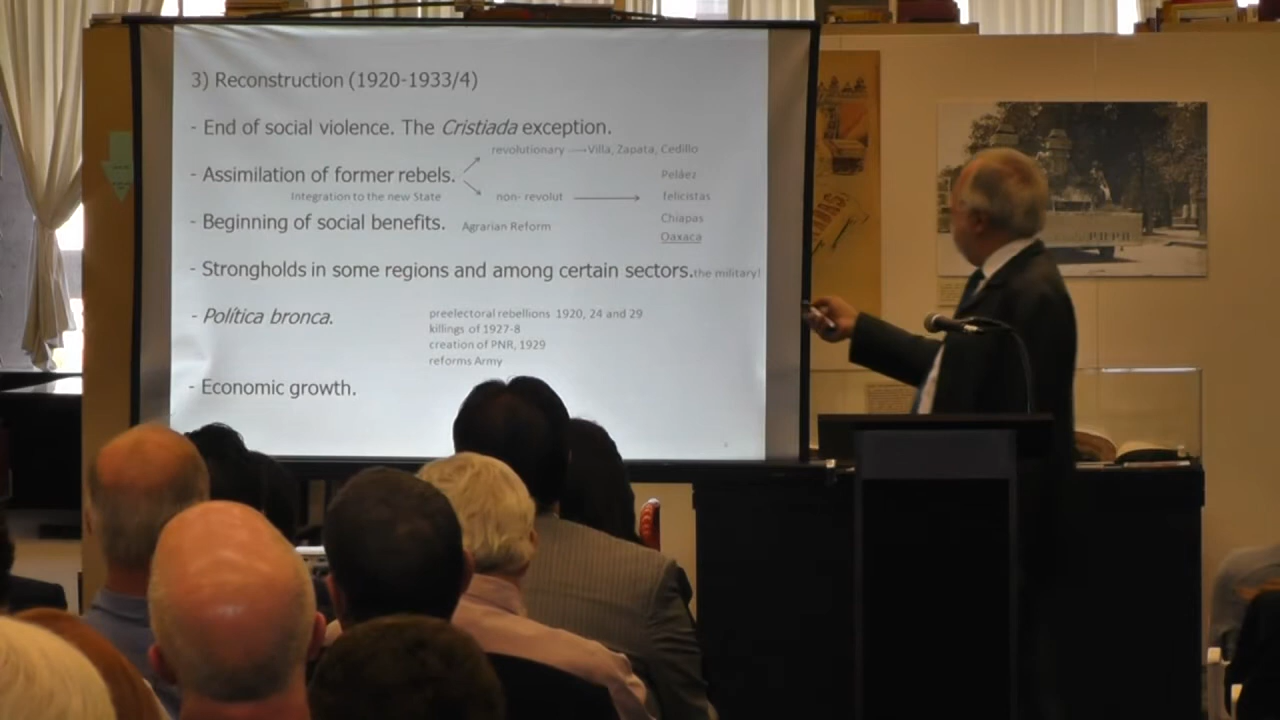 3) Reconstruction (1920-1933/4)
- End of social violence. The Cristiada exception.
revolutionary → Villa, Zapata, Cedillo
- Assimilation of former rebels.
Peláez
Integration to the new State
non- revolut → felicistas
- Beginning of social benefits. Agrarian Reform
Chiapas
Oaxaca
- Strongholds in some regions and among certain sectors. the military!
- Política bronca.
preelectoral rebellions 1920, 24 and 29
killings of 1927-8
creation of PNR, 1929
reforms Army
- Economic growth.